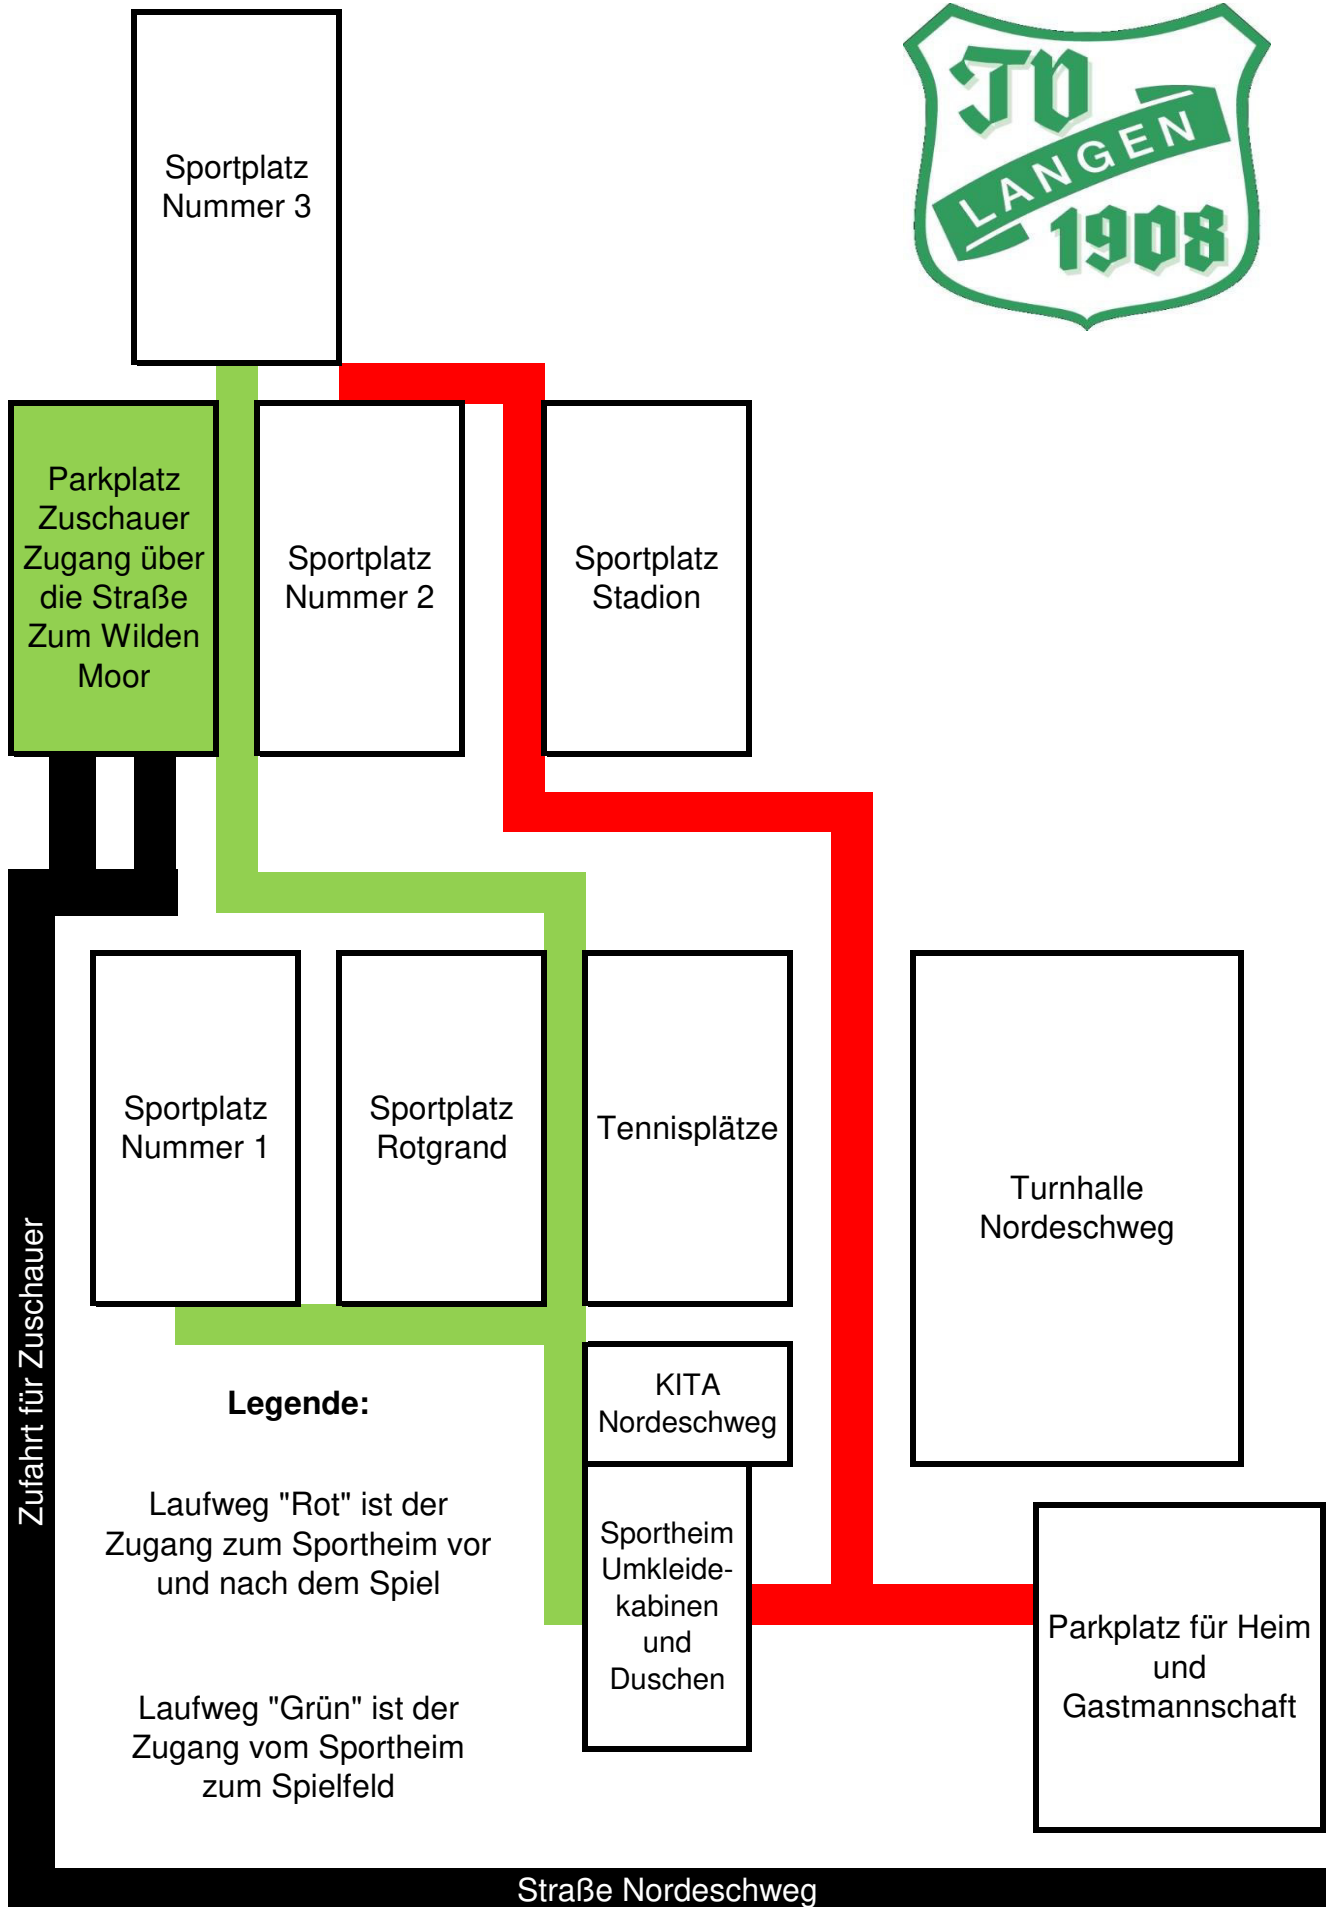 TV
LANGEN
1908
Sportplatz
Nummer 3
Parkplatz
Zuschauer
Zugang über
die Straße
Zum Wilden
Moor
Sportplatz
Nummer 2
Sportplatz
Stadion
Sportplatz
Nummer 1
Sportplatz
Rotgrand
Tennisplätze
Turnhalle
Nordeschweg
Zufahrt für Zuschauer
KITA
Nordeschweg
Legende:
Laufweg "Rot" ist der
Zugang zum Sportheim vor
und nach dem Spiel
Sportheim
Umkleide-
kabinen
und
Duschen
Parkplatz für Heim
und
Gastmannschaft
Laufweg "Grün" ist der
Zugang vom Sportheim
zum Spielfeld
Straße Nordeschweg